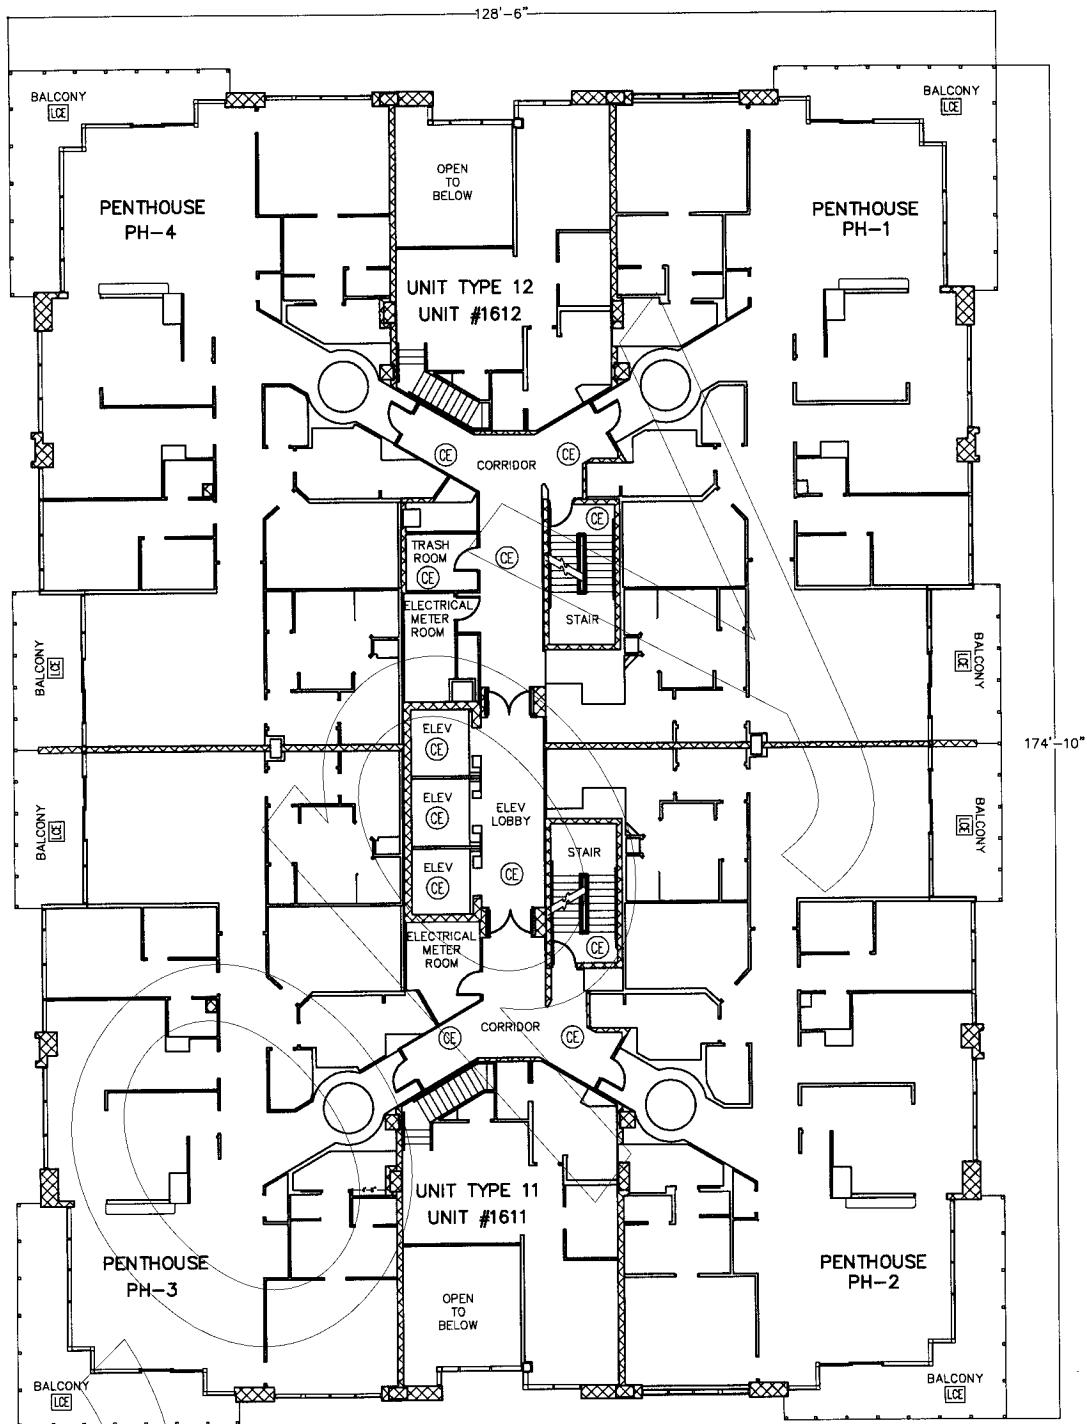 128'-6"
BALCONY
LCE
BALCONY
LCE
OPEN
TO
BELOW
PENTHOUSE
PH-4
PENTHOUSE
PH-1
UNIT TYPE 12
UNIT #1612
CE
CORRIDOR
CE
CE
TRASH
ROOM
CE
CE
ELECTRICAL
METER
ROOM
STAIR
BALCONY
LCE
BALCONY
LCE
ELEV
CE
174'-10"
ELEV
CE
ELEV
LOBBY
BALCONY
LCE
BALCONY
LCE
ELEV
CE
CE
STAIR
ELECTRICAL
METER
ROOM
CE
CE
CORRIDOR
CE
UNIT TYPE 11
UNIT #1611
PENTHOUSE
PH-3
PENTHOUSE
PH-2
OPEN
TO
BELOW
BALCONY
LCE
BALCONY
LCE